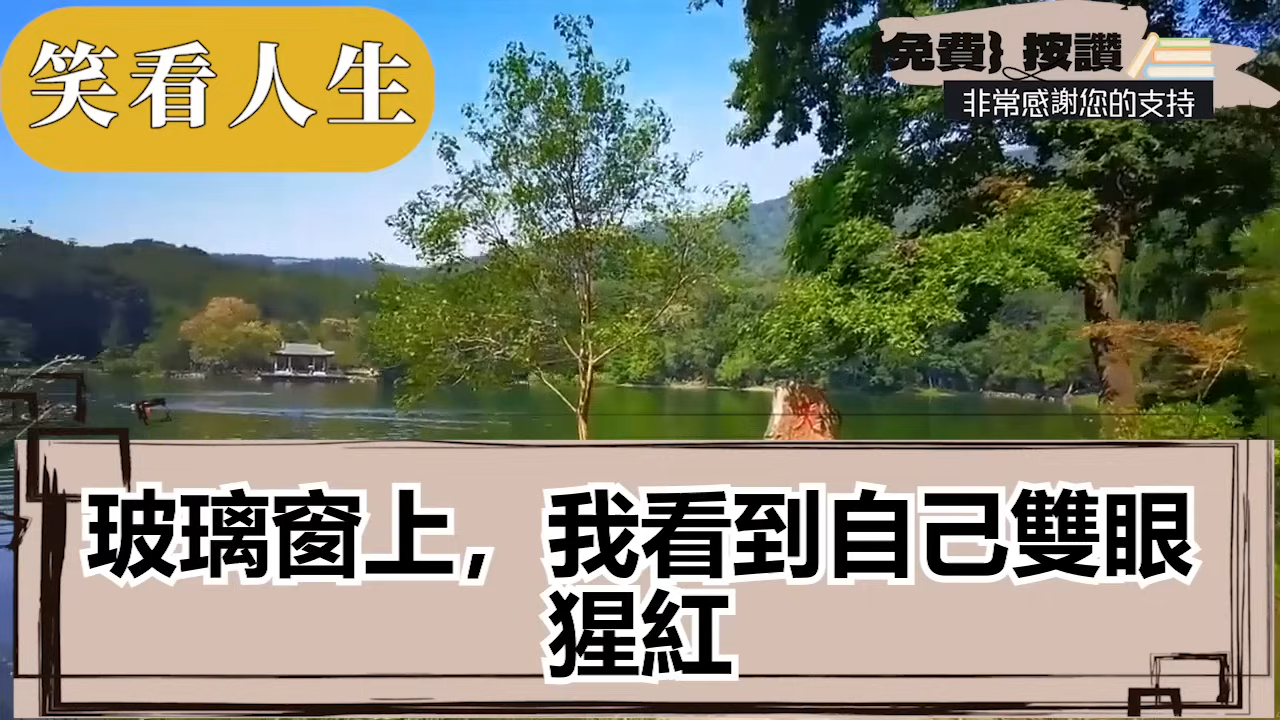 笑看人生
免費 按讚
非常感謝您的支持
玻璃窗上，我看到自己雙眼
猩紅